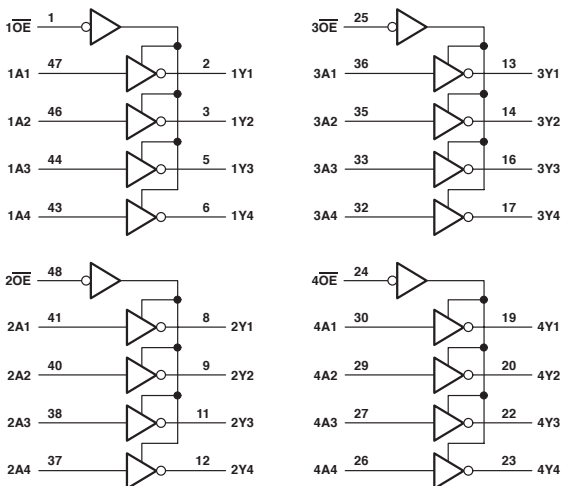 1OE 1
1A1 47 2 1Y1
1A2 46 3 1Y2
1A3 44 5 1Y3
1A4 43 6 1Y4
3OE 25
3A1 36 13 3Y1
3A2 35 14 3Y2
3A3 33 16 3Y3
3A4 32 17 3Y4
2OE 48
2A1 41 8 2Y1
2A2 40 9 2Y2
2A3 38 11 2Y3
2A4 37 12 2Y4
4OE 24
4A1 30 19 4Y1
4A2 29 20 4Y2
4A3 27 22 4Y3
4A4 26 23 4Y4